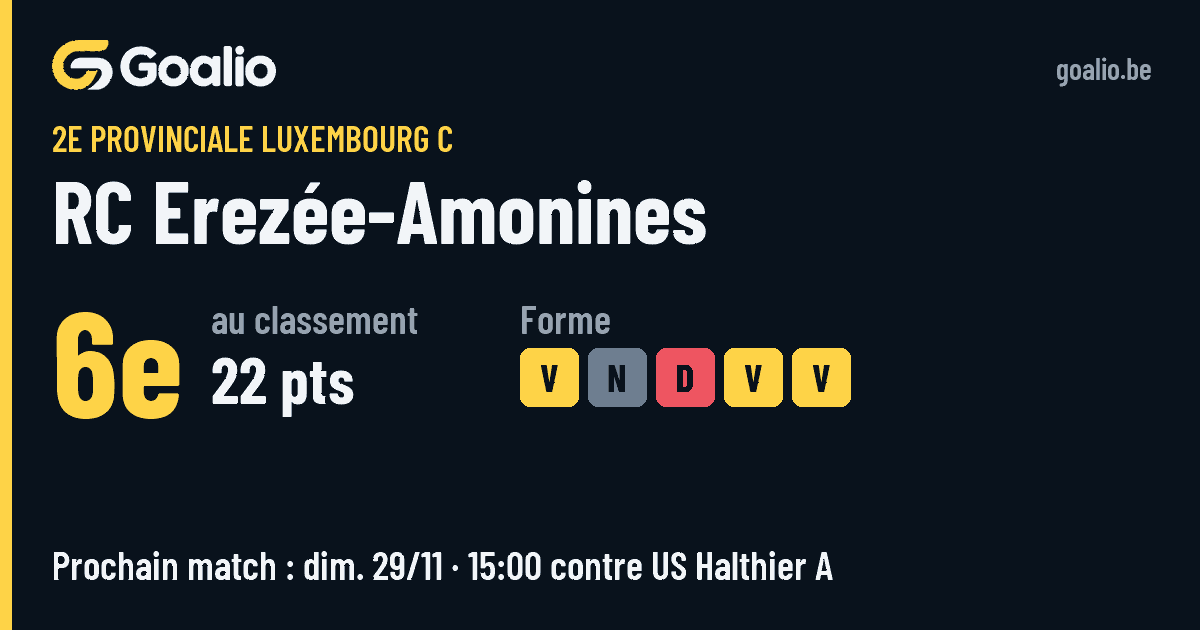 Goalio
goalio.be
2E PROVINCIALE LUXEMBOURG C
RC Erezée-Amonines
6e
au classement
22 pts
Forme
V N D V V
Prochain match : dim. 29/11 · 15:00 contre US Halthier A